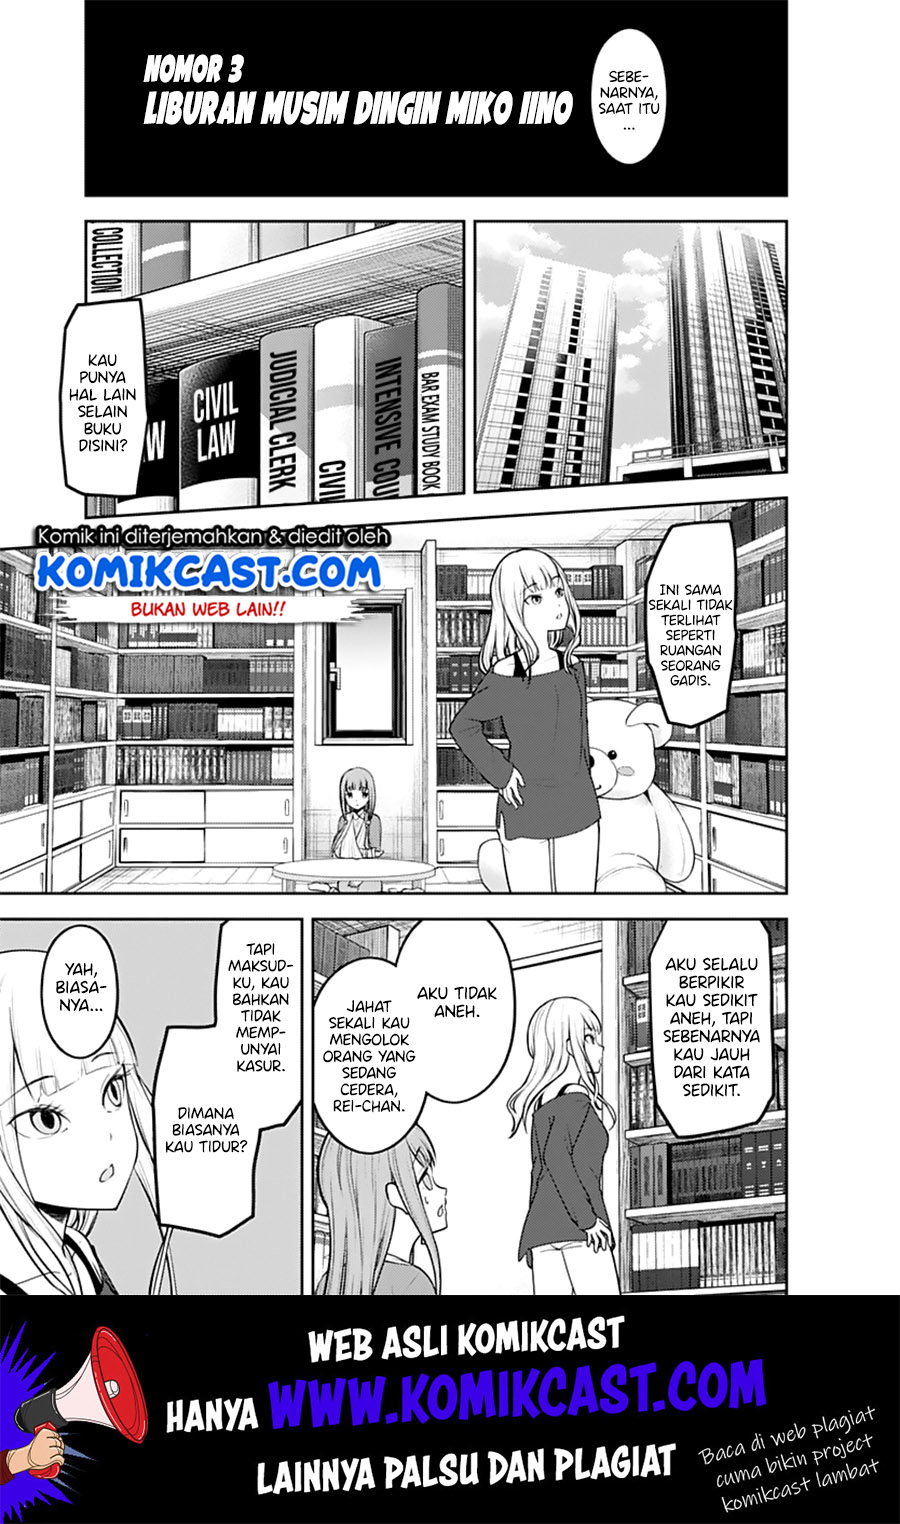 NOMOR 3
LIBURAN MUSIM DINGIN MIKO IINO
SEBE-
NARNYA,
SAAT ITU
...
COLLECTION
W
CIVIL
LAW
JUDICIAL CLERK
CIVI
INTENSIVE COU
BAR EXAM STUDY BOOK
KAU
PUNYA
HAL LAIN
SELAIN
BUKU
DISINI?
Komik ini diterjemahkan & diedit oleh
KOMIKCAST.COM
BUKAN WEB LAIN!!
INI SAMA
SEKALI TIDAK
TERLIHAT
SEPERTI
RUANGAN
SEORANG
GADIS.
AKU SELALU
BERPIKIR
KAU SEDIKIT
ANEH, TAPI
SEBENARNYA
KAU JAUH
DARI KATA
SEDIKIT.
AKU TIDAK
ANEH.
JAHAT
SEKALI KAU
MENGOLOK
ORANG YANG
SEDANG
CEDERA,
REI-CHAN.
TAPI
MAKSUD-
KU, KAU
BAHKAN
TIDAK
MEMP-
UNYAI
KASUR.
DIMANA
BIASANYA
KAU TIDUR?
YAH,
BIASA-
NYA...
WEB ASLI KOMIKCAST
HANYA WWW.KOMIKCAST.COM
LAINNYA PALSU DAN PLAGIAT
Baca di web plagiat
cuma bikin project
komikcast lambat